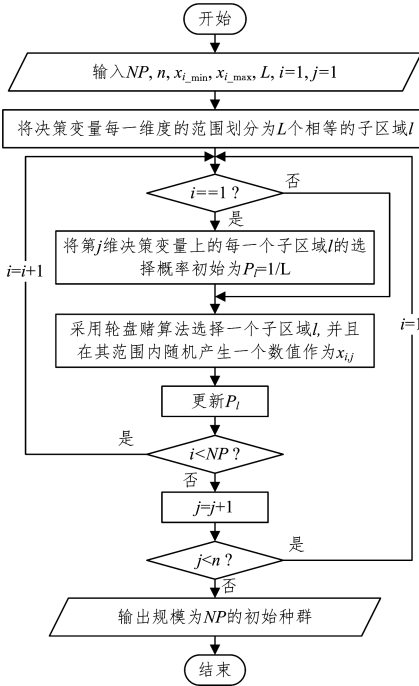 开始
输入NP, n, xi_min, xi_max, L, i=1, j=1
将决策变量每一维度的范围划分为L个相等的子区域l
i==1？
否
是
将第j维决策变量上的每一个子区域l的选
择概率初始为Pl=1/L
i=i+1
i=1
采用轮盘赌算法选择一个子区域l, 并且
在其范围内随机产生一个数值作为xi,j
更新Pl
是
i<NP？
否
j=j+1
是
j<n？
否
输出规模为NP的初始种群
结束